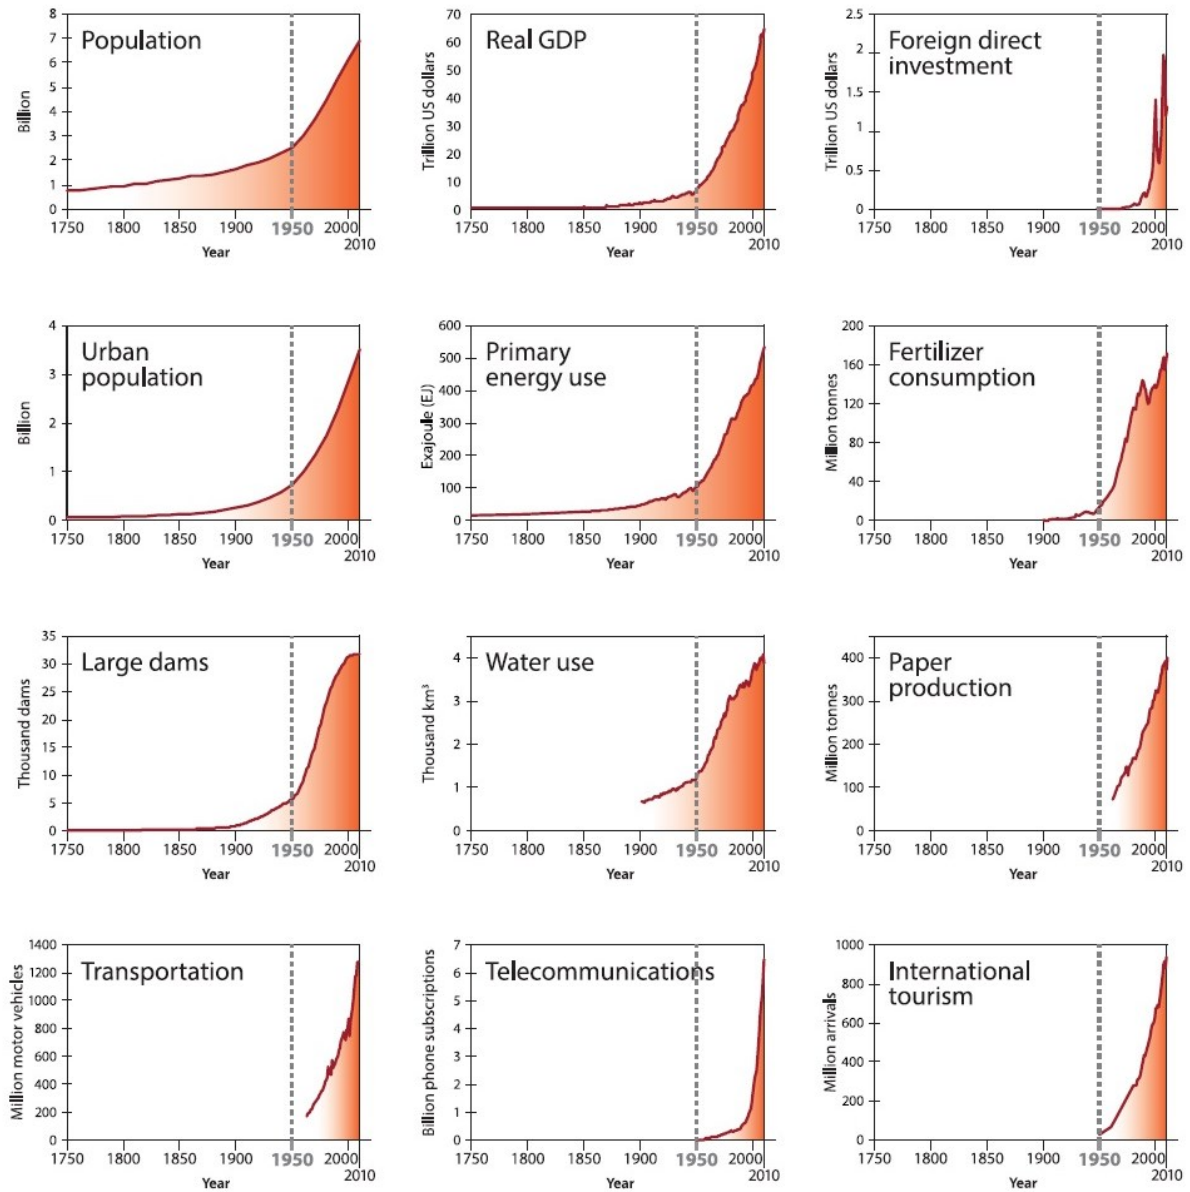 Population
Billion
8
7
6
5
4
3
2
1
0
1750 1800 1850 1900 1950 2000
2010
Year
Real GDP
Trillion US dollars
70
60
50
40
30
20
10
0
1750 1800 1850 1900 1950 2000
2010
Year
Foreign direct
investment
Trillion US dollars
2.5
2
1.5
1
0.5
0
1750 1800 1850 1900 1950 2000
2010
Year
Urban
population
Billion
4
3
2
1
0
1750 1800 1850 1900 1950 2000
2010
Year
Primary
energy use
Exajoule (EJ)
600
500
400
300
200
100
0
1750 1800 1850 1900 1950 2000
2010
Year
Fertilizer
consumption
Million tonnes
200
160
120
80
40
0
1750 1800 1850 1900 1950 2000
2010
Year
Large dams
Thousand dams
35
30
25
20
15
10
5
0
1750 1800 1850 1900 1950 2000
2010
Year
Water use
Thousand km³
4
3
2
1
0
1750 1800 1850 1900 1950 2000
2010
Year
Paper
production
Million tonnes
400
300
200
100
0
1750 1800 1850 1900 1950 2000
2010
Year
Transportation
Million motor vehicles
1400
1200
1000
800
600
400
200
0
1750 1800 1850 1900 1950 2000
2010
Year
Telecommunications
Billion phone subscriptions
7
6
5
4
3
2
1
0
1750 1800 1850 1900 1950 2000
2010
Year
International
tourism
Million arrivals
1000
800
600
400
200
0
1750 1800 1850 1900 1950 2000
2010
Year